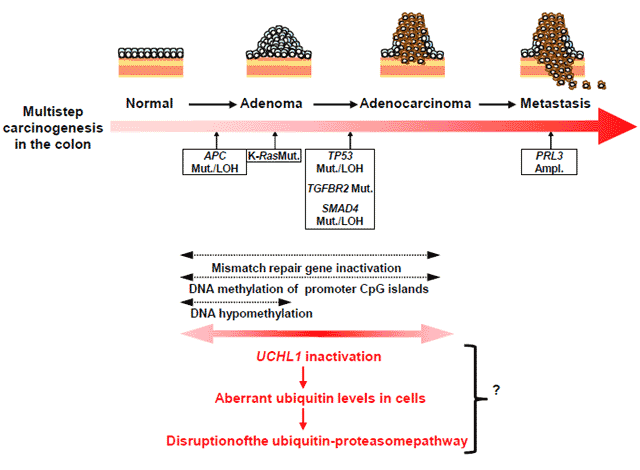 Normal Adenoma Adenocarcinoma Metastasis
Multistep
carcinogenesis
in the colon
APC
Mut./LOH
K-RasMut.
TP53
Mut./LOH
TGFBR2 Mut.
SMAD4
Mut./LOH
PRL3
Ampl.
Mismatch repair gene inactivation
DNA methylation of promoter CpG islands
DNA hypomethylation
UCHL1 inactivation
Aberrant ubiquitin levels in cells
Disruptionofthe ubiquitin-proteasomepathway
?